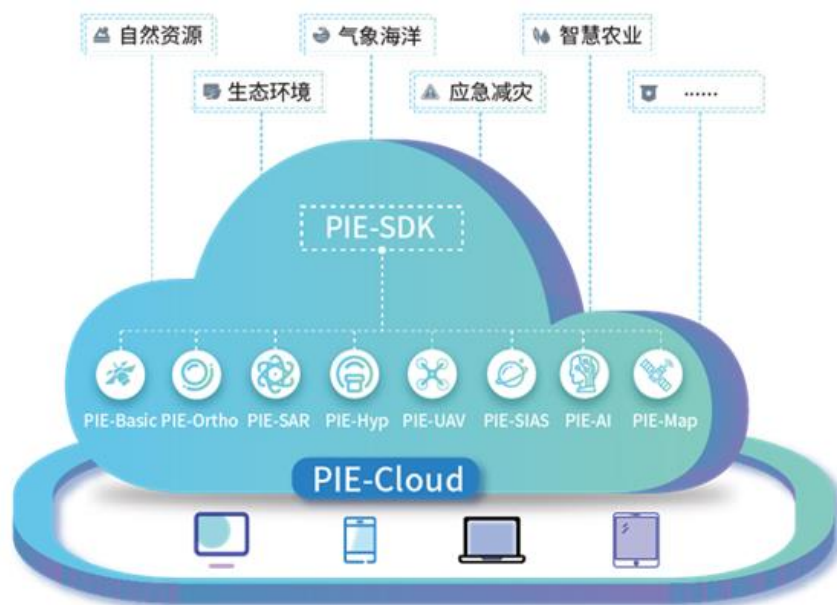 自然资源
气象海洋
智慧农业
生态环境
应急减灾
......
PIE-SDK
PIE-Basic
PIE-Ortho
PIE-SAR
PIE-Hyp
PIE-UAV
PIE-SIAS
PIE-AI
PIE-Map
PIE-Cloud